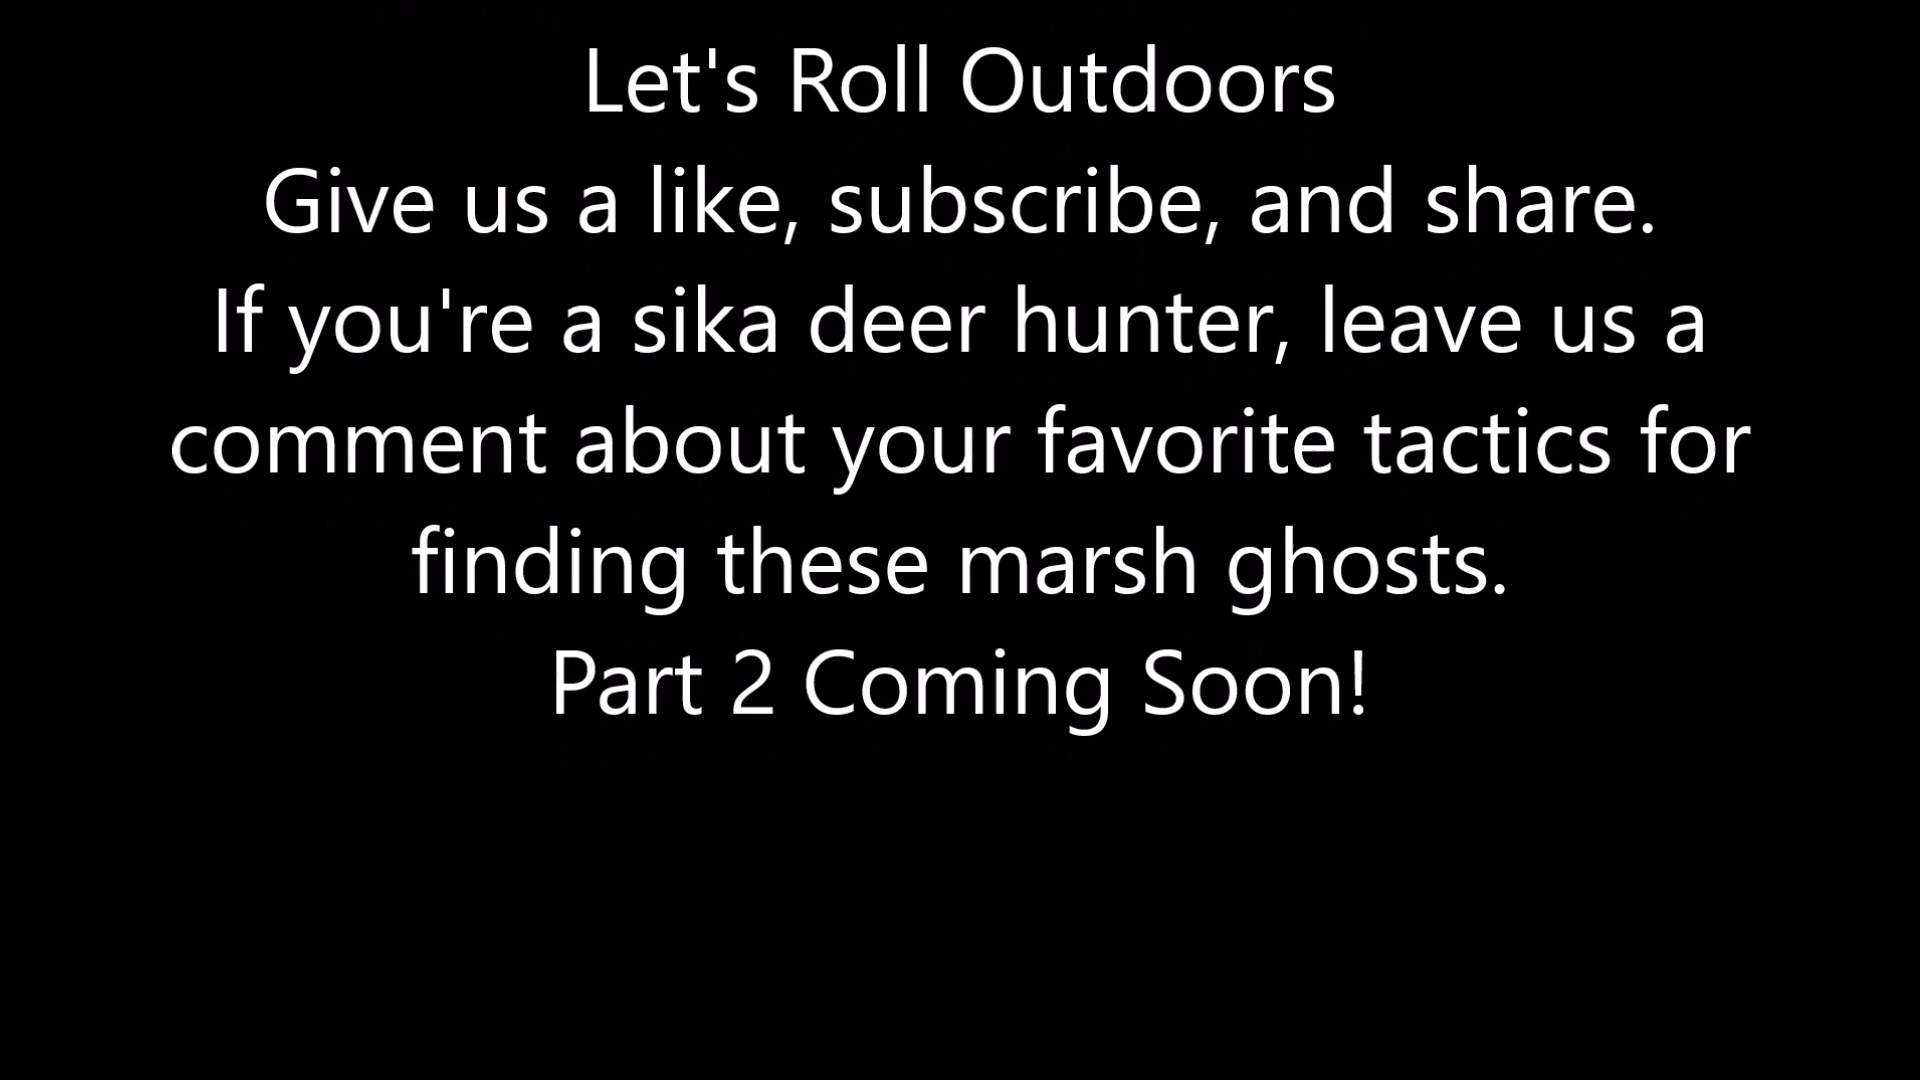 Let's Roll Outdoors
Give us a like, subscribe, and share.
If you're a sika deer hunter, leave us a
comment about your favorite tactics for
finding these marsh ghosts.
Part 2 Coming Soon!